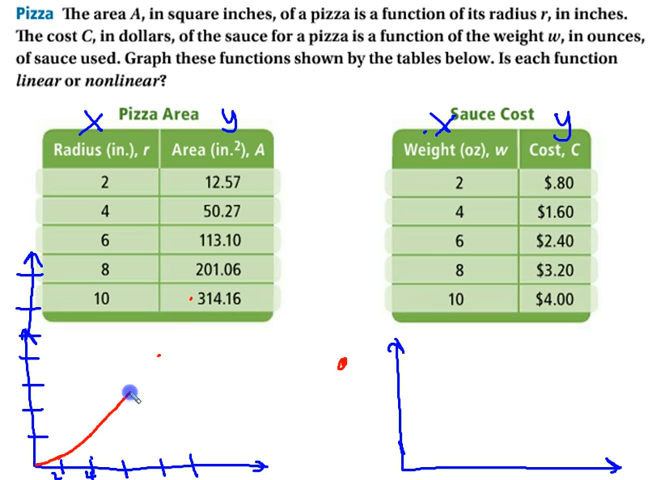 Pizza The area A, in square inches, of a pizza is a function of its radius r, in inches.
The cost C, in dollars, of the sauce for a pizza is a function of the weight w, in ounces,
of sauce used. Graph these functions shown by the tables below. Is each function
linear or nonlinear?
x Pizza Area y
Radius (in.), r Area (in.²), A
2 12.57
4 50.27
6 113.10
8 201.06
10 314.16
x Sauce Cost y
Weight (oz), w Cost, C
2 $.80
4 $1.60
6 $2.40
8 $3.20
10 $4.00
2 4